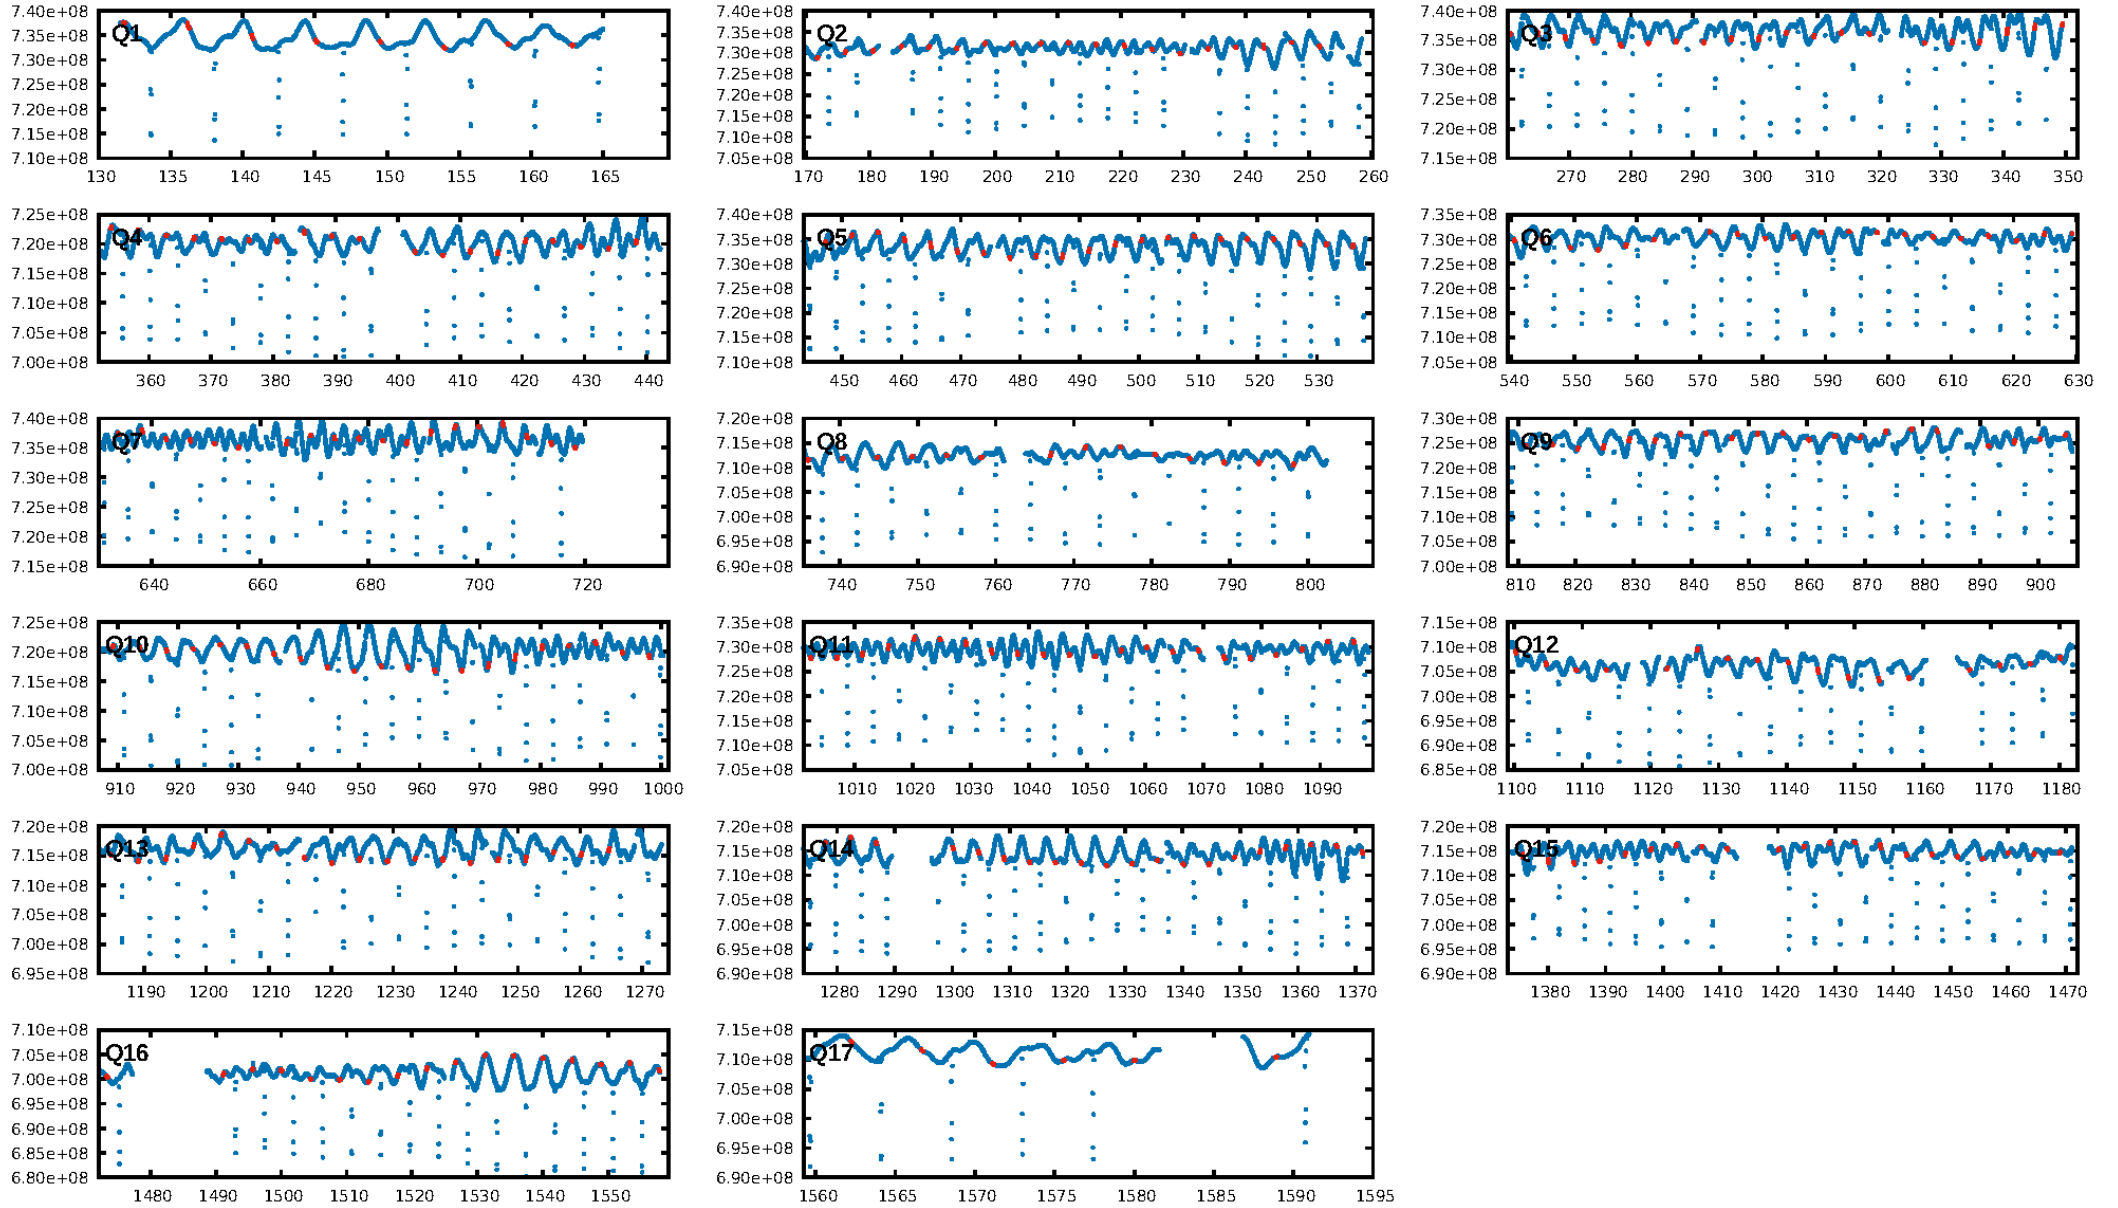 7.40e+08 7.35e+08 7.30e+08 7.25e+08 7.20e+08 7.15e+08 7.10e+08
Q1
130 135 140 145 150 155 160 165
7.40e+08 7.35e+08 7.30e+08 7.25e+08 7.20e+08 7.15e+08 7.10e+08 7.05e+08
Q2
170 180 190 200 210 220 230 240 250 260
7.40e+08 7.35e+08 7.30e+08 7.25e+08 7.20e+08 7.15e+08
Q3
270 280 290 300 310 320 330 340 350
7.25e+08 7.20e+08 7.15e+08 7.10e+08 7.05e+08 7.00e+08
Q4
360 370 380 390 400 410 420 430 440
7.40e+08 7.35e+08 7.30e+08 7.25e+08 7.20e+08 7.15e+08 7.10e+08
Q5
450 460 470 480 490 500 510 520 530
7.35e+08 7.30e+08 7.25e+08 7.20e+08 7.15e+08 7.10e+08 7.05e+08
Q6
540 550 560 570 580 590 600 610 620 630
7.40e+08 7.35e+08 7.30e+08 7.25e+08 7.20e+08 7.15e+08
Q7
640 660 680 700 720
7.20e+08 7.15e+08 7.10e+08 7.05e+08 7.00e+08 6.95e+08 6.90e+08
Q8
740 750 760 770 780 790 800
7.30e+08 7.25e+08 7.20e+08 7.15e+08 7.10e+08 7.05e+08 7.00e+08
Q9
810 820 830 840 850 860 870 880 890 900
7.25e+08 7.20e+08 7.15e+08 7.10e+08 7.05e+08 7.00e+08
Q10
910 920 930 940 950 960 970 980 990 1000
7.35e+08 7.30e+08 7.25e+08 7.20e+08 7.15e+08 7.10e+08 7.05e+08
Q11
1010 1020 1030 1040 1050 1060 1070 1080 1090
7.10e+08 7.05e+08 7.00e+08 6.95e+08 6.90e+08 6.85e+08
Q12
1100 1110 1120 1130 1140 1150 1160 1170 1180
7.20e+08 7.15e+08 7.10e+08 7.05e+08 7.00e+08 6.95e+08
Q13
1190 1200 1210 1220 1230 1240 1250 1260 1270
7.20e+08 7.15e+08 7.10e+08 7.05e+08 7.00e+08 6.95e+08 6.90e+08
Q14
1280 1290 1300 1310 1320 1330 1340 1350 1360 1370
7.20e+08 7.15e+08 7.10e+08 7.05e+08 7.00e+08 6.95e+08 6.90e+08
Q15
1380 1390 1400 1410 1420 1430 1440 1450 1460 1470
7.10e+08 7.05e+08 7.00e+08 6.95e+08 6.90e+08 6.85e+08 6.80e+08
Q16
1480 1490 1500 1510 1520 1530 1540 1550
7.15e+08 7.10e+08 7.05e+08 7.00e+08 6.95e+08 6.90e+08
Q17
1560 1565 1570 1575 1580 1585 1590 1595